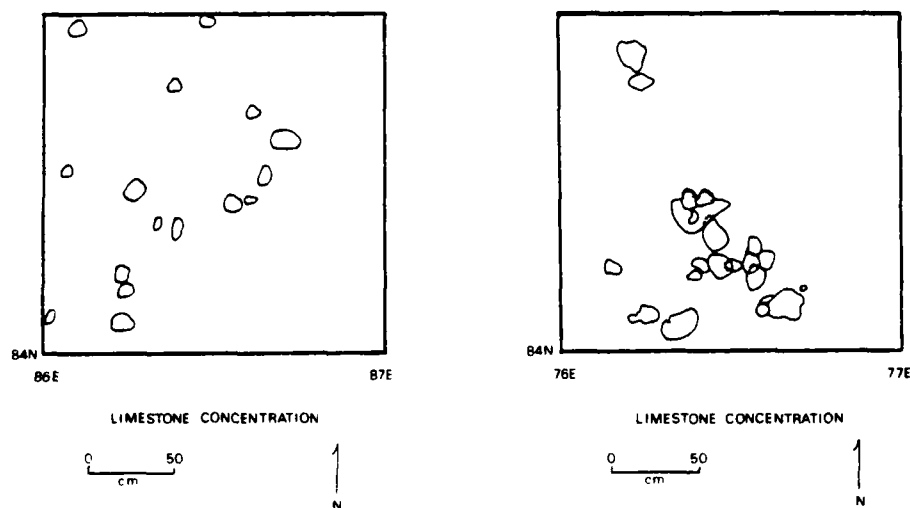 84N
86E 87E
LIMESTONE CONCENTRATION
0 50
cm
N
84N
76E 77E
LIMESTONE CONCENTRATION
0 50
cm
N